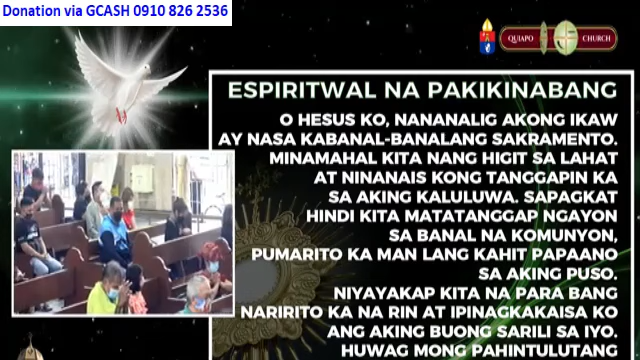 Donation via GCASH 0910 826 2536
QUIAPO CHURCH
ESPIRITWAL NA PAKIKINABANG
O HESUS KO, NANANALIG AKONG IKAW
AY NASA KABANAL-BANALANG SAKRAMENTO.
MINAMAHAL KITA NANG HIGIT SA LAHAT
AT NINANAIS KONG TANGGAPIN KA
SA AKING KALULUWA. SAPAGKAT
HINDI KITA MATATANGGAP NGAYON
SA BANAL NA KOMUNYON,
PUMARITO KA MAN LANG KAHIT PAPAANO
SA AKING PUSO.
NIYAYAKAP KITA NA PARA BANG
NARIRITO KA NA RIN AT IPINAGKAKAISA KO
ANG AKING BUONG SARILI SA IYO.
HUWAG MONG PAHINTULUTANG